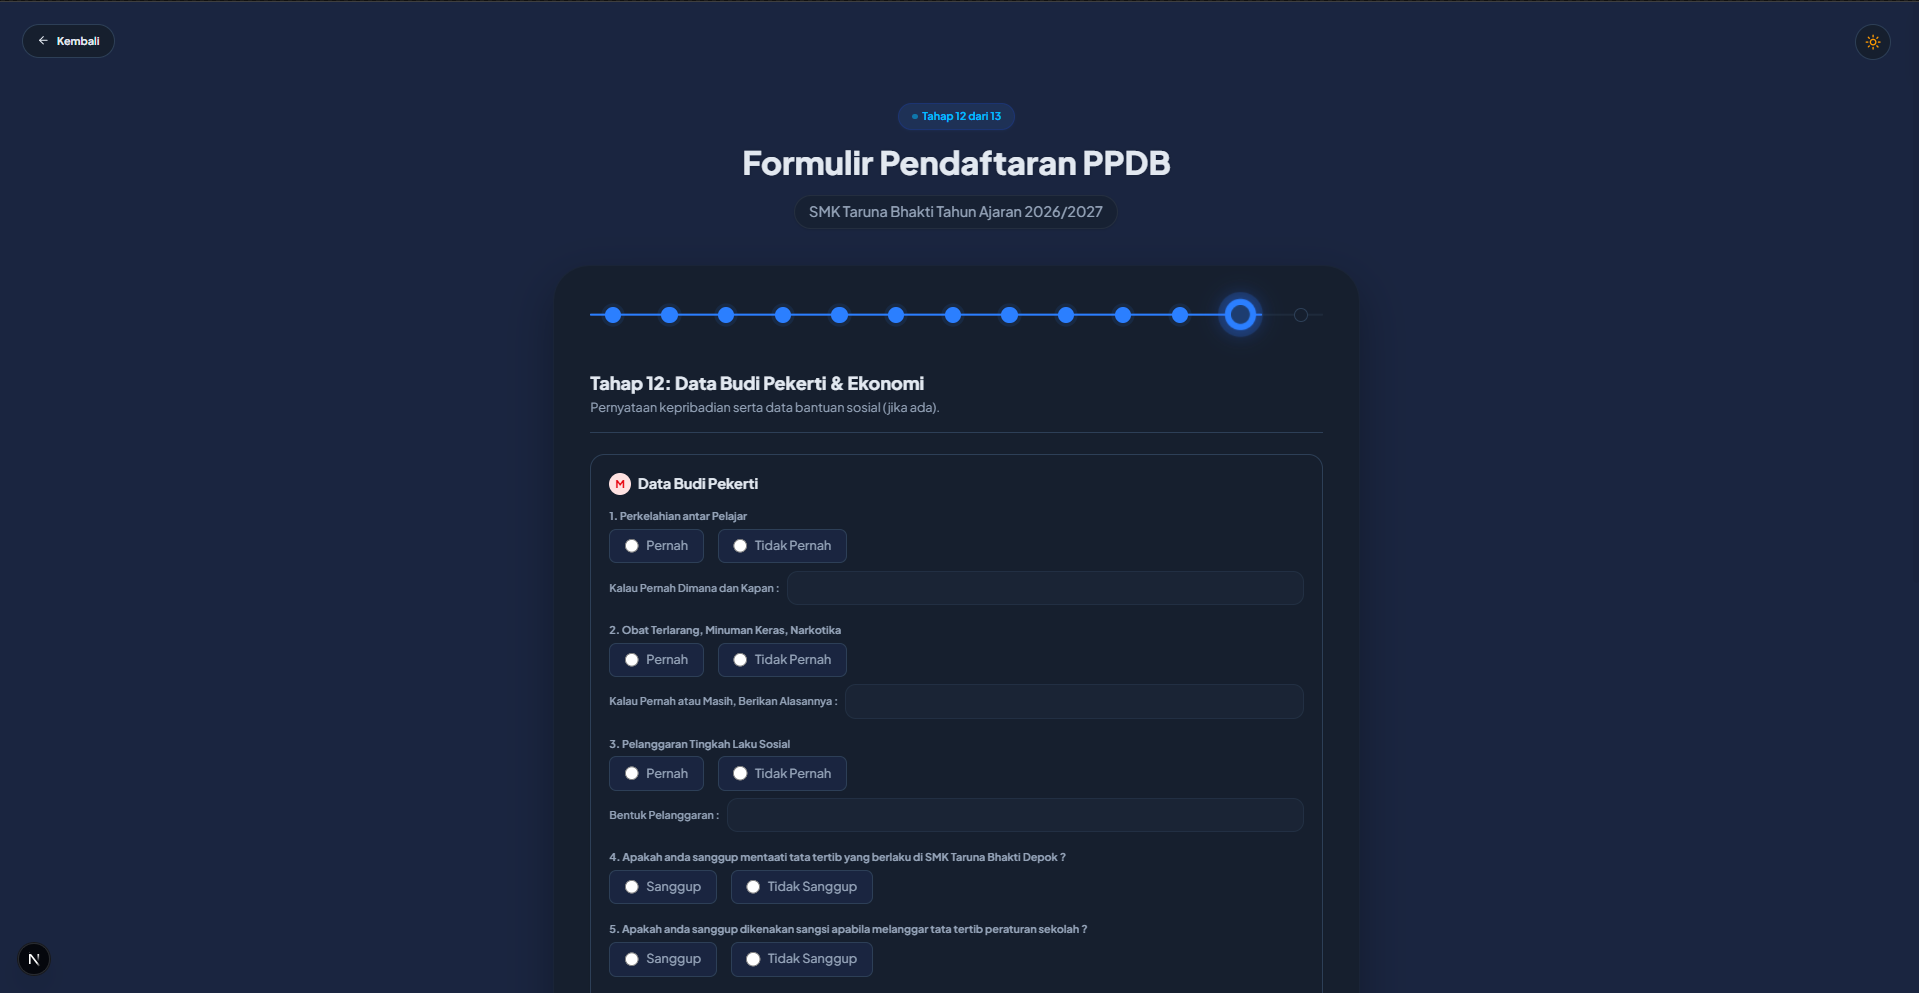 Kembali
Tahap 12 dari 13
Formulir Pendaftaran PPDB
SMK Taruna Bhakti Tahun Ajaran 2026/2027
Tahap 12: Data Budi Pekerti & Ekonomi
Pernyataan kepribadian serta data bantuan sosial (jika ada).
M Data Budi Pekerti
1. Perkelahian antar Pelajar
Pernah Tidak Pernah
Kalau Pernah Dimana dan Kapan :
2. Obat Terlarang, Minuman Keras, Narkotika
Pernah Tidak Pernah
Kalau Pernah atau Masih, Berikan Alasannya :
3. Pelanggaran Tingkah Laku Sosial
Pernah Tidak Pernah
Bentuk Pelanggaran :
4. Apakah anda sanggup mentaati tata tertib yang berlaku di SMK Taruna Bhakti Depok ?
Sanggup Tidak Sanggup
5. Apakah anda sanggup dikenakan sangsi apabila melanggar tata tertib peraturan sekolah ?
Sanggup Tidak Sanggup
N